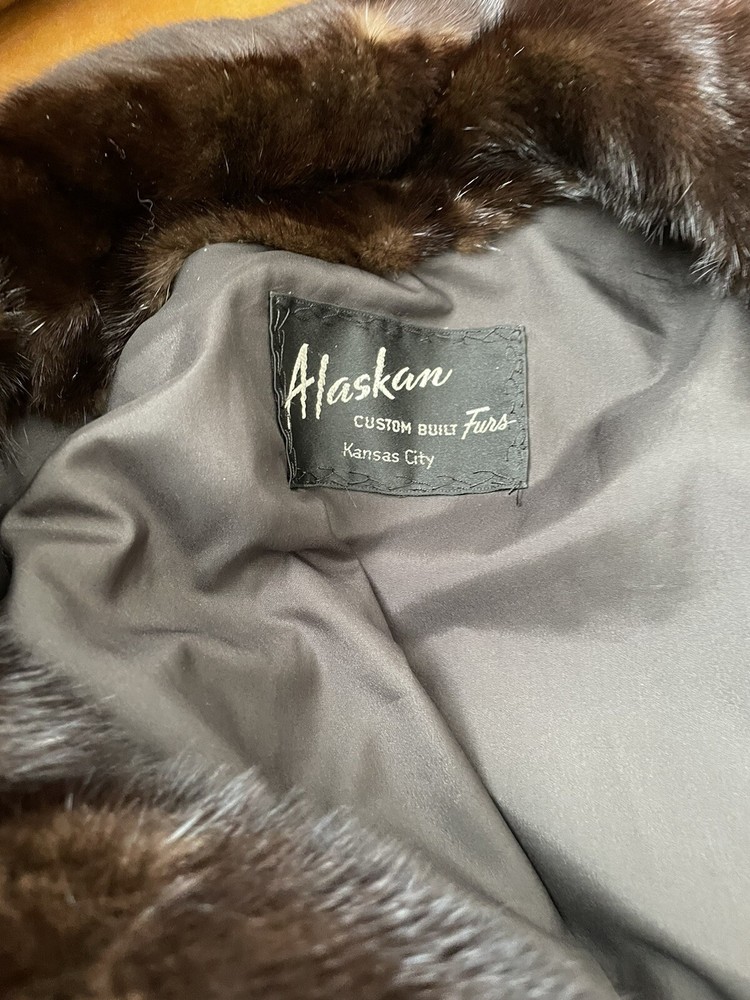 Alaskan
CUSTOM BUILT Furs
Kansas City